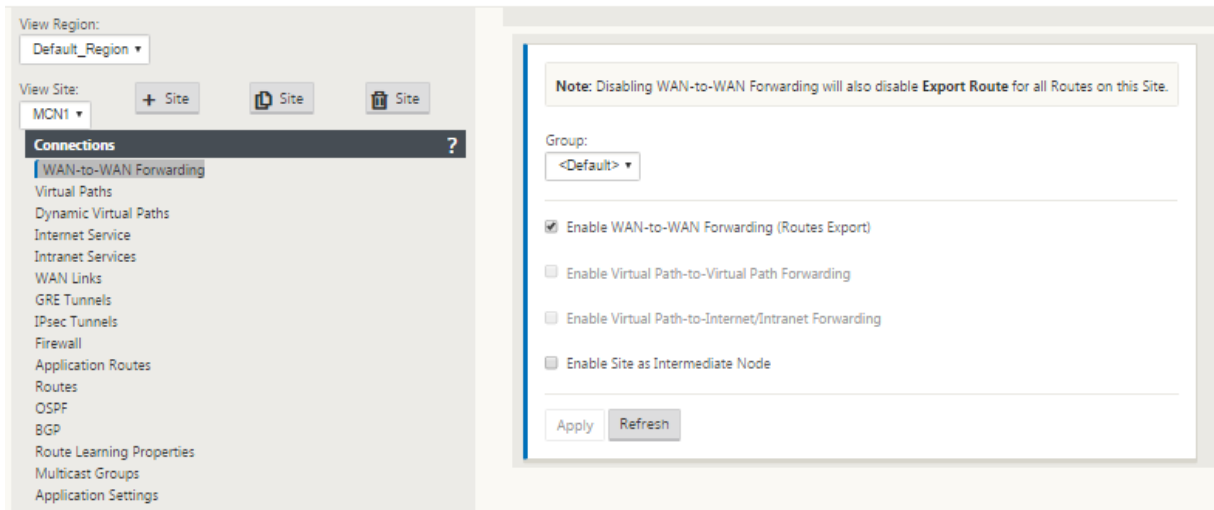 View Region:
Default_Region
View Site:
MCN1
+ Site
Site
Site
Connections ?
WAN-to-WAN Forwarding
Virtual Paths
Dynamic Virtual Paths
Internet Service
Intranet Services
WAN Links
GRE Tunnels
IPsec Tunnels
Firewall
Application Routes
Routes
OSPF
BGP
Route Learning Properties
Multicast Groups
Application Settings
Note: Disabling WAN-to-WAN Forwarding will also disable Export Route for all Routes on this Site.
Group:
<Default>
Enable WAN-to-WAN Forwarding (Routes Export)
Enable Virtual Path-to-Virtual Path Forwarding
Enable Virtual Path-to-Internet/Intranet Forwarding
Enable Site as Intermediate Node
Apply
Refresh